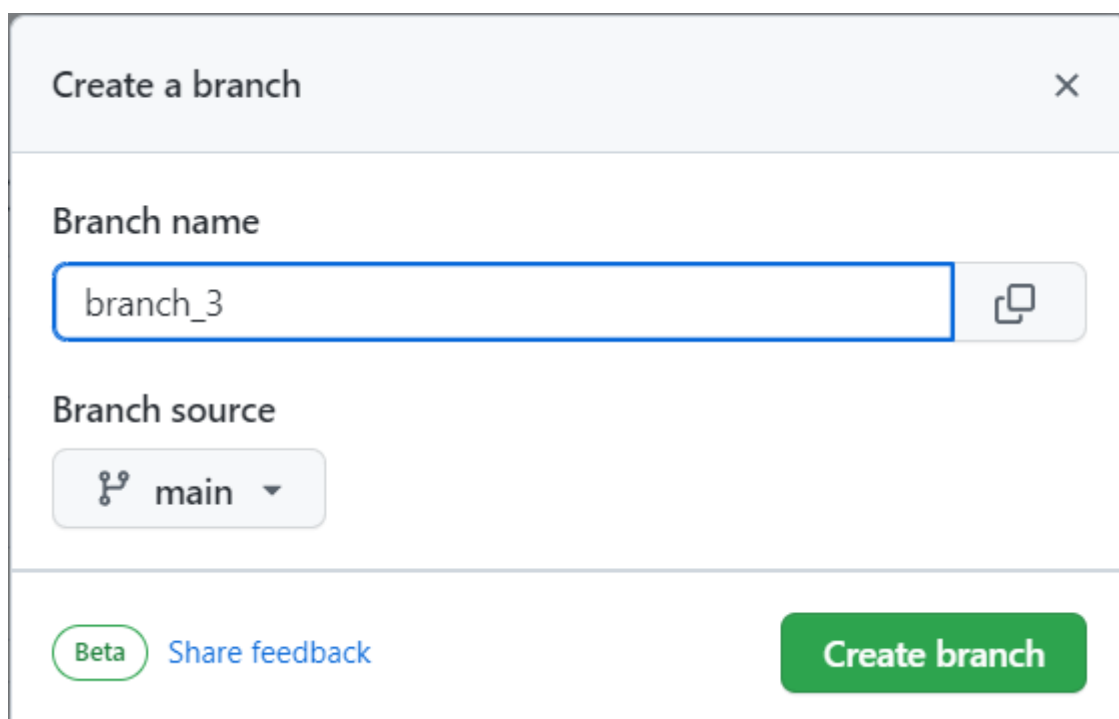 Create a branch
Branch name
branch_3
Branch source
main
Beta Share feedback
Create branch